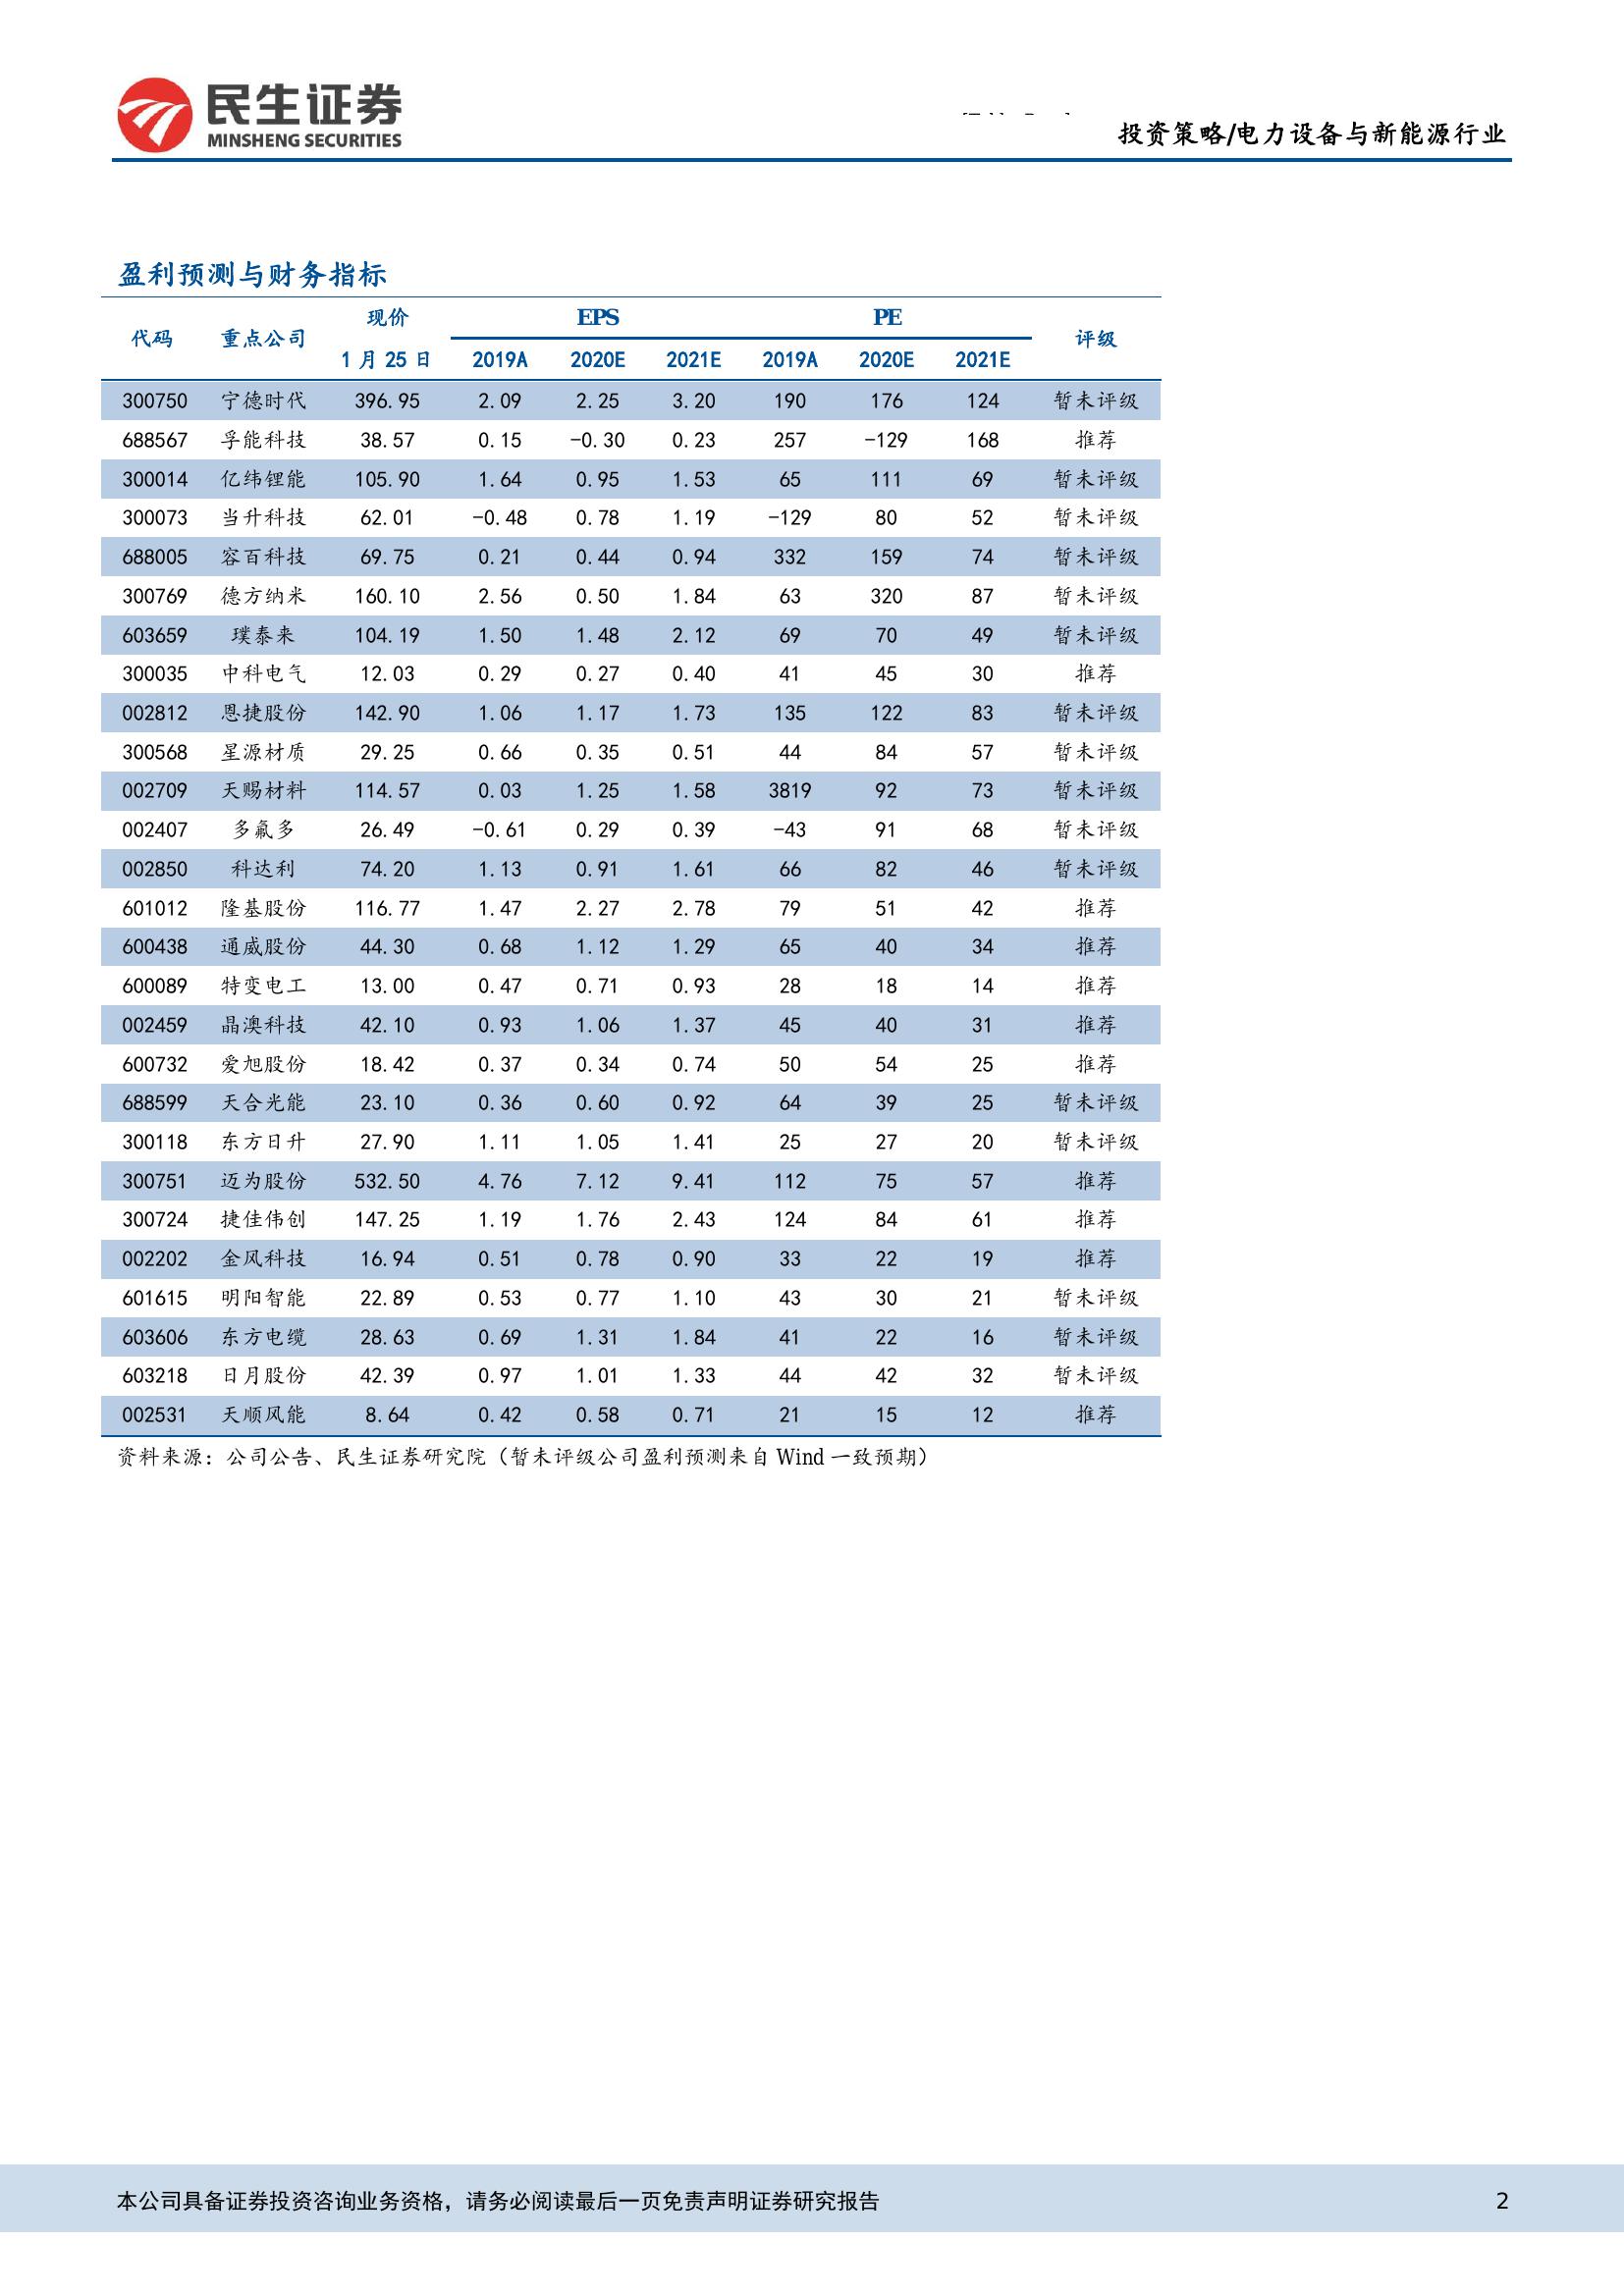 民生证券
MINSHENG SECURITIES
投资策略/电力设备与新能源行业
盈利预测与财务指标
代码 重点公司 现价 EPS PE 评级
1 月 25 日 2019A 2020E 2021E 2019A 2020E 2021E
300750 宁德时代 396.95 2.09 2.25 3.20 190 176 124 暂未评级
688567 孚能科技 38.57 0.15 -0.30 0.23 257 -129 168 推荐
300014 亿纬锂能 105.90 1.64 0.95 1.53 65 111 69 暂未评级
300073 当升科技 62.01 -0.48 0.78 1.19 -129 80 52 暂未评级
688005 容百科技 69.75 0.21 0.44 0.94 332 159 74 暂未评级
300769 德方纳米 160.10 2.56 0.50 1.84 63 320 87 暂未评级
603659 璞泰来 104.19 1.50 1.48 2.12 69 70 49 暂未评级
300035 中科电气 12.03 0.29 0.27 0.40 41 45 30 推荐
002812 恩捷股份 142.90 1.06 1.17 1.73 135 122 83 暂未评级
300568 星源材质 29.25 0.66 0.35 0.51 44 84 57 暂未评级
002709 天赐材料 114.57 0.03 1.25 1.58 3819 92 73 暂未评级
002407 多氟多 26.49 -0.61 0.29 0.39 -43 91 68 暂未评级
002850 科达利 74.20 1.13 0.91 1.61 66 82 46 暂未评级
601012 隆基股份 116.77 1.47 2.27 2.78 79 51 42 推荐
600438 通威股份 44.30 0.68 1.12 1.29 65 40 34 推荐
600089 特变电工 13.00 0.47 0.71 0.93 28 18 14 推荐
002459 晶澳科技 42.10 0.93 1.06 1.37 45 40 31 推荐
600732 爱旭股份 18.42 0.37 0.34 0.74 50 54 25 推荐
688599 天合光能 23.10 0.36 0.60 0.92 64 39 25 暂未评级
300118 东方日升 27.90 1.11 1.05 1.41 25 27 20 暂未评级
300751 迈为股份 532.50 4.76 7.12 9.41 112 75 57 推荐
300724 捷佳伟创 147.25 1.19 1.76 2.43 124 84 61 推荐
002202 金风科技 16.94 0.51 0.78 0.90 33 22 19 推荐
601615 明阳智能 22.89 0.53 0.77 1.10 43 30 21 暂未评级
603606 东方电缆 28.63 0.69 1.31 1.84 41 22 16 暂未评级
603218 日月股份 42.39 0.97 1.01 1.33 44 42 32 暂未评级
002531 天顺风能 8.64 0.42 0.58 0.71 21 15 12 推荐
资料来源：公司公告、民生证券研究院（暂未评级公司盈利预测来自 Wind 一致预期）
本公司具备证券投资咨询业务资格，请务必阅读最后一页免责声明证券研究报告 2